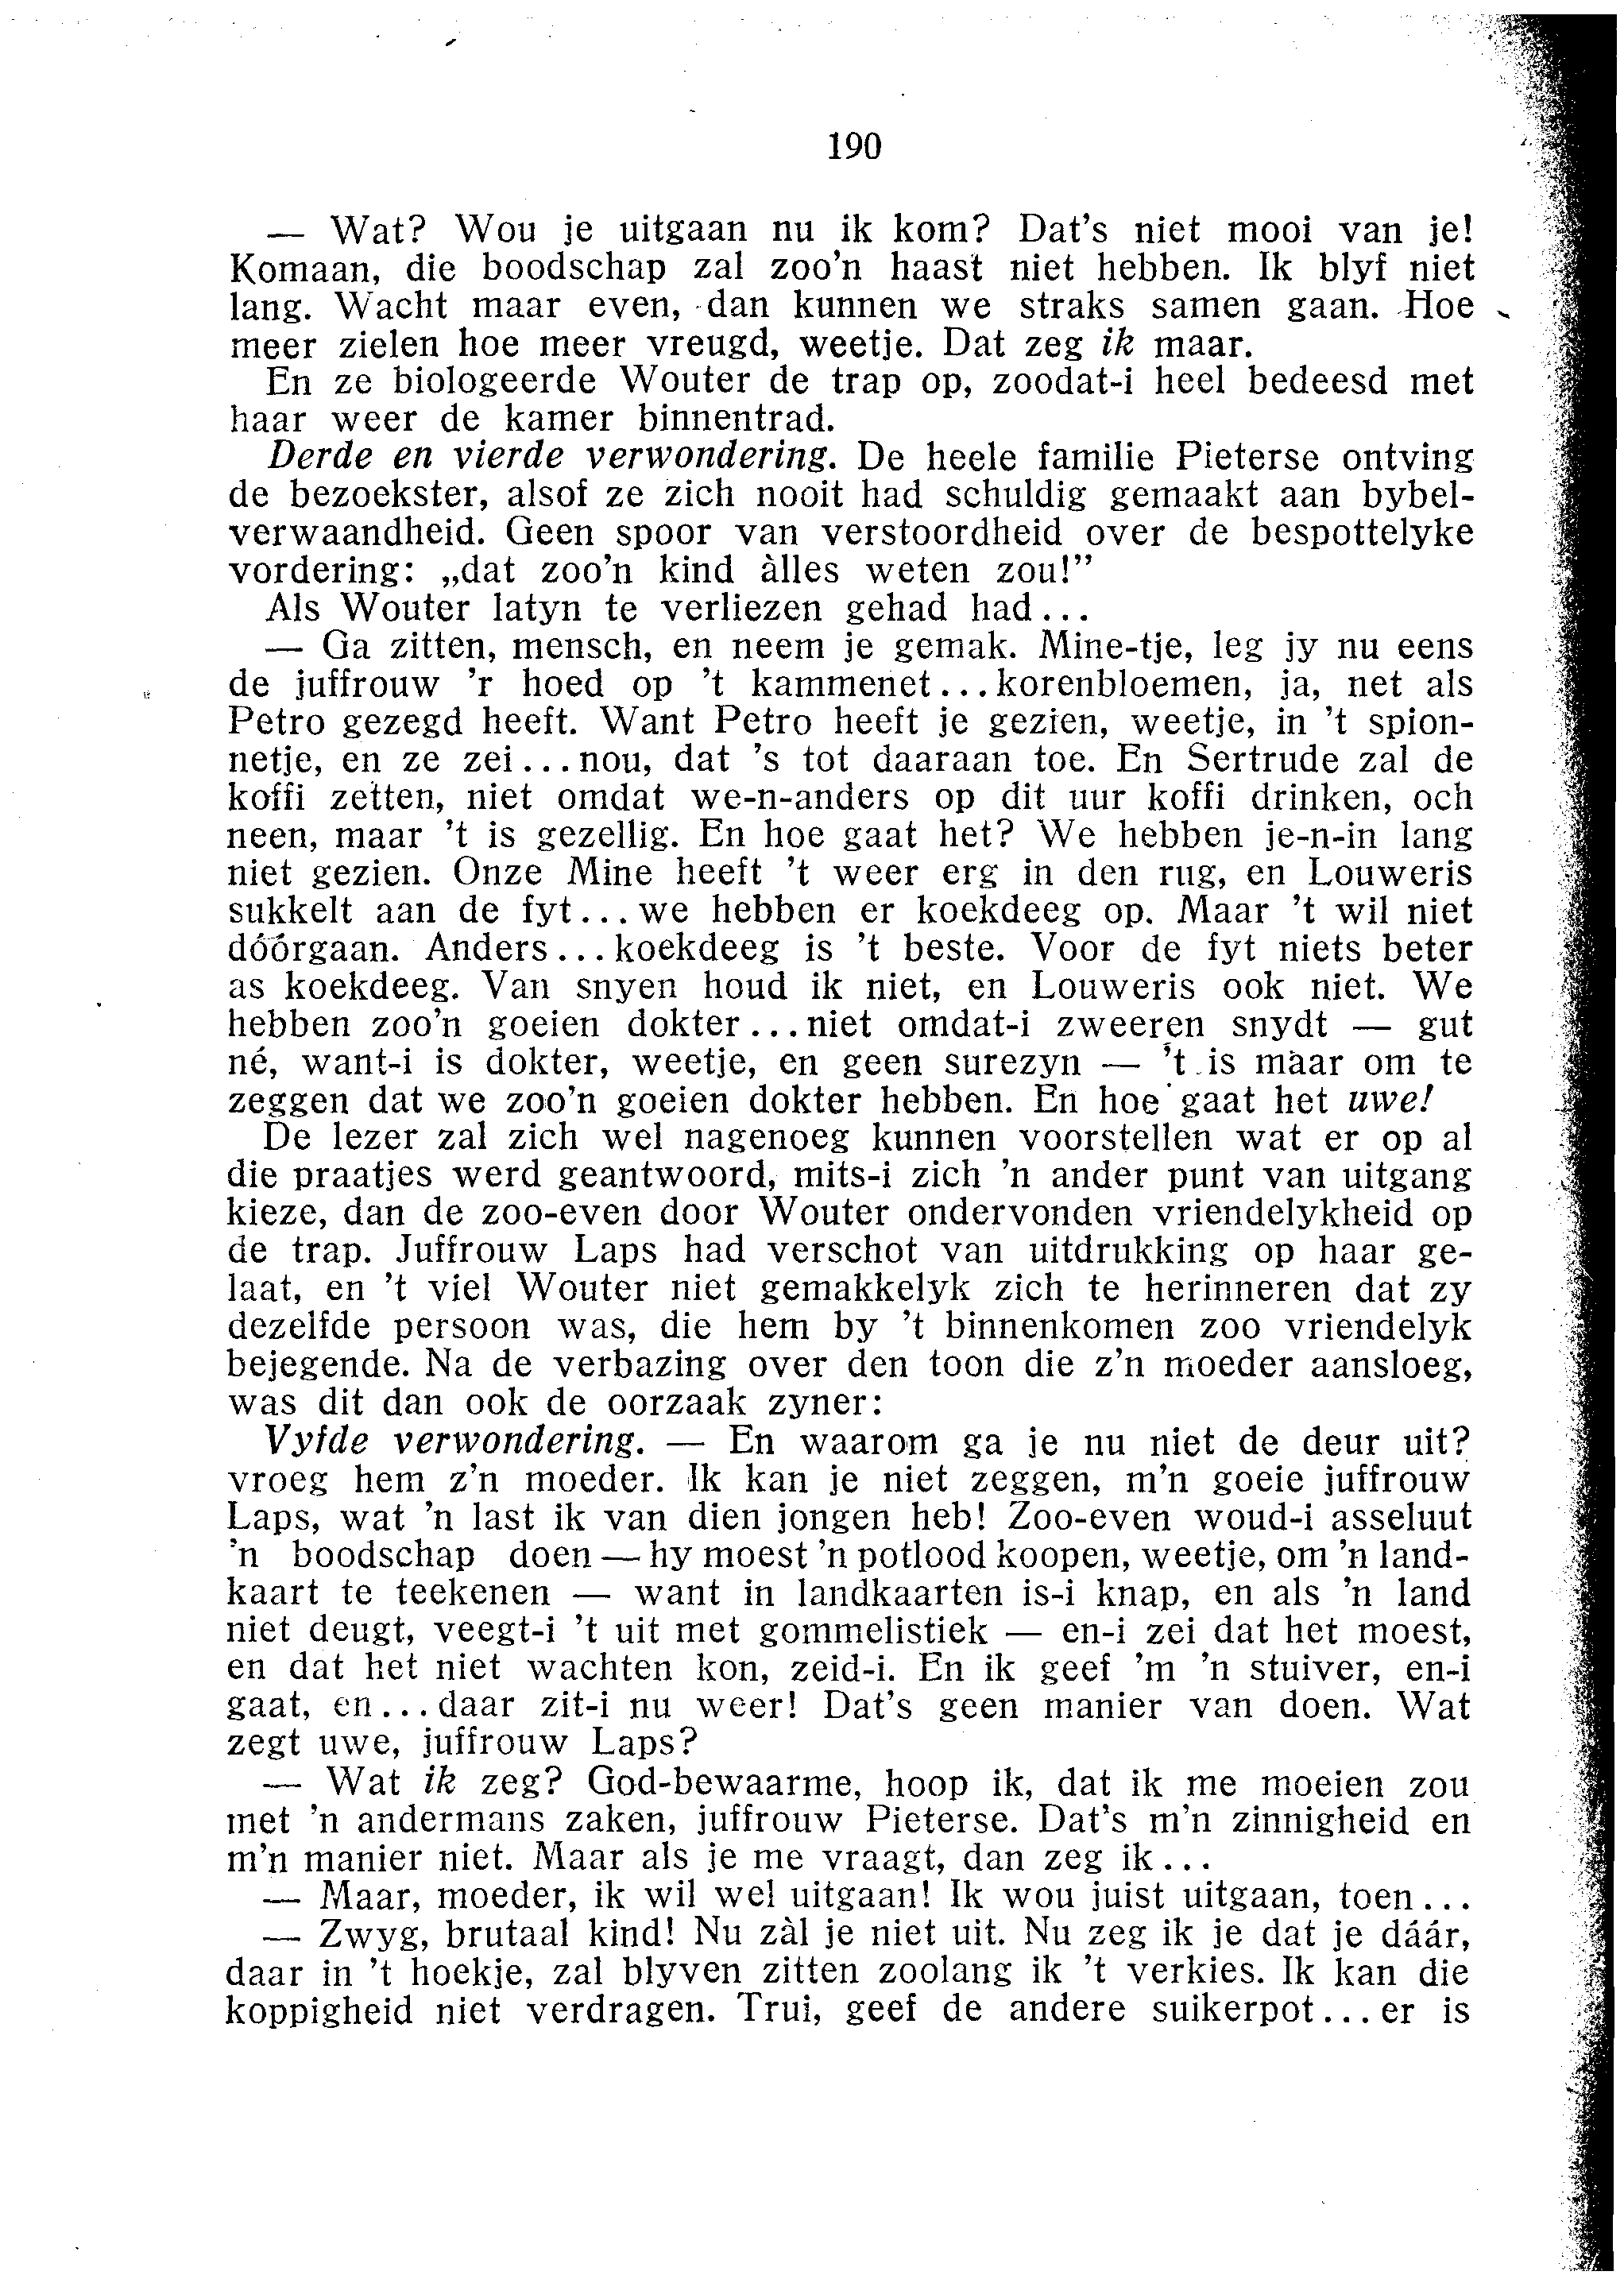 190
— Wat? Wou je uitgaan nu ik kom? Dat's niet mooi van je!
Komaan, die boodschap zal zoo'n haast niet hebben. Ik blyf niet
lang. Wacht maar even, dan kunnen we straks samen gaan. Hoe
meer zielen hoe meer vreugd, weetje. Dat zeg ik maar.
En ze biologeerde Wouter de trap op, zoodat-i heel bedeesd met
haar weer de kamer binnentrad.
Derde en vierde verwondering. De heele familie Pieterse ontving
de bezoekster, alsof ze zich nooit had schuldig gemaakt aan bybel-
verwaandheid. Geen spoor van verstoordheid over de bespottelyke
vordering: „dat zoo'n kind àlles weten zou!”
Als Wouter latyn te verliezen gehad had...
— Ga zitten, mensch, en neem je gemak. Mine-tje, leg jy nu eens
de juffrouw 'r hoed op 't kammenet...korenbloemen, ja, net als
Petro gezegd heeft. Want Petro heeft je gezien, weetje, in 't spion-
netje, en ze zei...nou, dat 's tot daaraan toe. En Sertrude zal de
koffi zetten, niet omdat we-n-anders op dit uur koffi drinken, och
neen, maar 't is gezellig. En hoe gaat het? We hebben je-n-in lang
niet gezien. Onze Mine heeft 't weer erg in den rug, en Louweris
sukkelt aan de fyt...we hebben er koekdeeg op. Maar 't wil niet
dóórgaan. Anders...koekdeeg is 't beste. Voor de fyt niets beter
as koekdeeg. Van snyen houd ik niet, en Louweris ook niet. We
hebben zoo'n goeien dokter...niet omdat-i zweeren snydt — gut
né, want-i is dokter, weetje, en geen surezyn — 't is maar om te
zeggen dat we zoo'n goeien dokter hebben. En hoe gaat het uwe!
De lezer zal zich wel nagenoeg kunnen voorstellen wat er op al
die praatjes werd geantwoord, mits-i zich 'n ander punt van uitgang
kieze, dan de zoo-even door Wouter ondervonden vriendelykheid op
de trap. Juffrouw Laps had verschot van uitdrukking op haar ge-
laat, en 't viel Wouter niet gemakkelyk zich te herinneren dat zy
dezelfde persoon was, die hem by 't binnenkomen zoo vriendelyk
bejegende. Na de verbazing over den toon die z'n moeder aansloeg,
was dit dan ook de oorzaak zyner:
Vyfde verwondering. — En waarom ga je nu niet de deur uit?
vroeg hem z'n moeder. Ik kan je niet zeggen, m'n goeie juffrouw
Laps, wat 'n last ik van dien jongen heb! Zoo-even woud-i asseluut
'n boodschap doen — hy moest 'n potlood koopen, weetje, om 'n land-
kaart te teekenen — want in landkaarten is-i knap, en als 'n land
niet deugt, veegt-i 't uit met gommelistiek — en-i zei dat het moest,
en dat het niet wachten kon, zeid-i. En ik geef 'm 'n stuiver, en-i
gaat, en...daar zit-i nu weer! Dat's geen manier van doen. Wat
zegt uwe, juffrouw Laps?
— Wat ik zeg? God-bewaarme, hoop ik, dat ik me moeien zou
met 'n andermans zaken, juffrouw Pieterse. Dat's m'n zinnigheid en
m'n manier niet. Maar als je me vraagt, dan zeg ik...
— Maar, moeder, ik wil wel uitgaan! Ik wou juist uitgaan, toen...
— Zwyg, brutaal kind! Nu zàl je niet uit. Nu zeg ik je dat je dáár,
daar in 't hoekje, zal blyven zitten zoolang ik 't verkies. Ik kan die
koppigheid niet verdragen. Trui, geef de andere suikerpot...er is